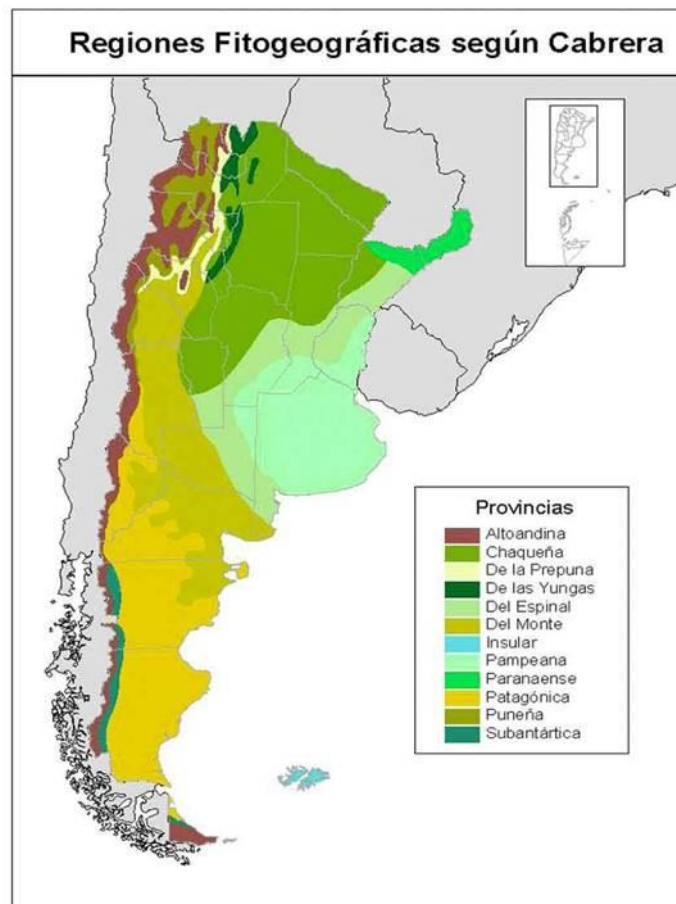 Regiones Fitogeográficas según Cabrera
Provincias
Altoandina
Chaqueña
De la Prepuna
De las Yungas
Del Espinal
Del Monte
Insular
Pampeana
Paranaense
Patagónica
Puneña
Subantártica